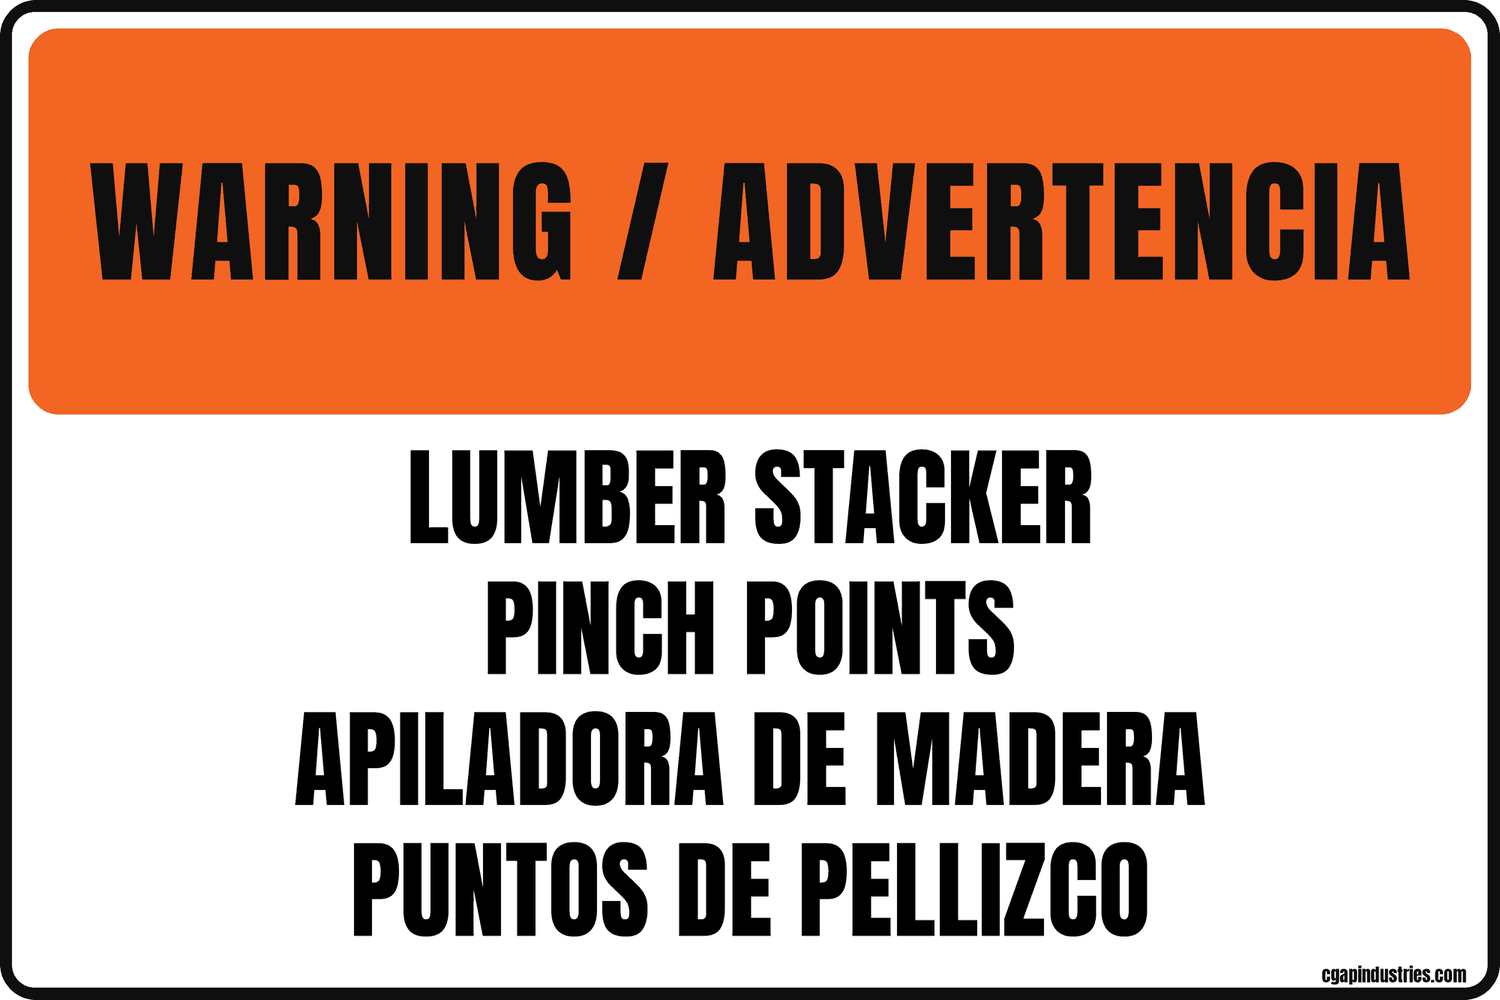 WARNING / ADVERTENCIA
LUMBER STACKER
PINCH POINTS
APILADORA DE MADERA
PUNTOS DE PELLIZCO
cgapindustries.com